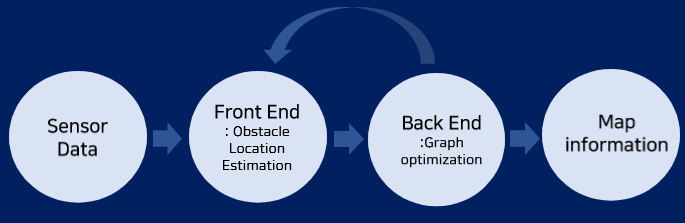 Sensor
Data
Front End
: Obstacle
Location
Estimation
Back End
:Graph
optimization
Map
information